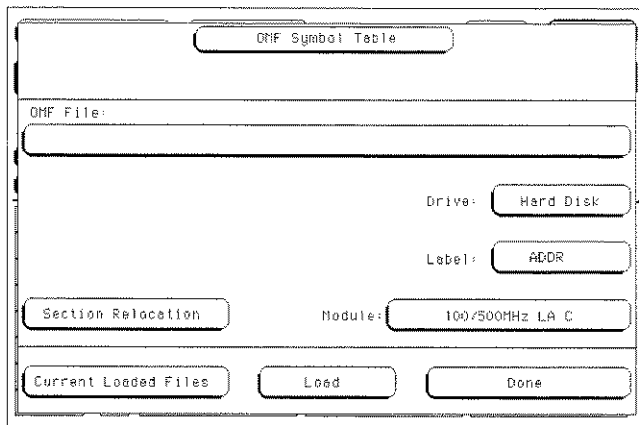 OMF Symbol Table
OMF File:
Drive: Hard Disk
Label: ADDR
Section Relocation Module: 100/500MHz LA C
Current Loaded Files Load Done